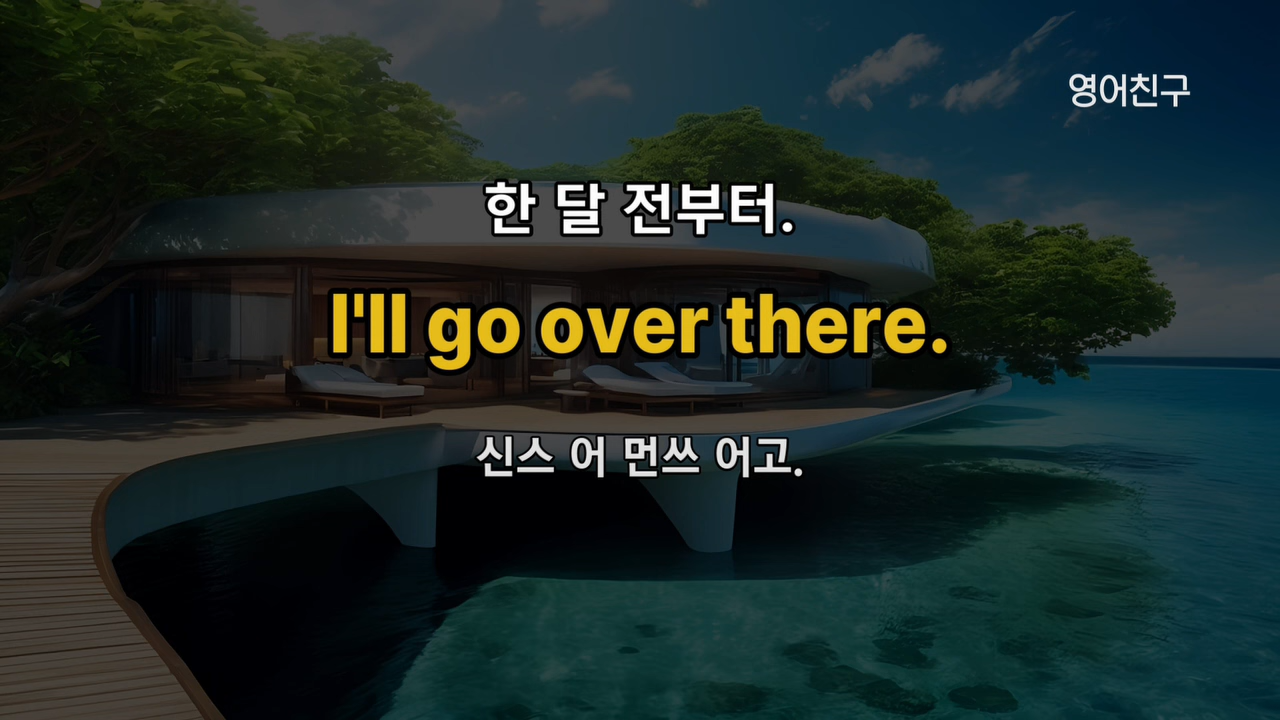 영어친구
한 달 전부터.
I'll go over there.
신스 어 먼쓰 어고.